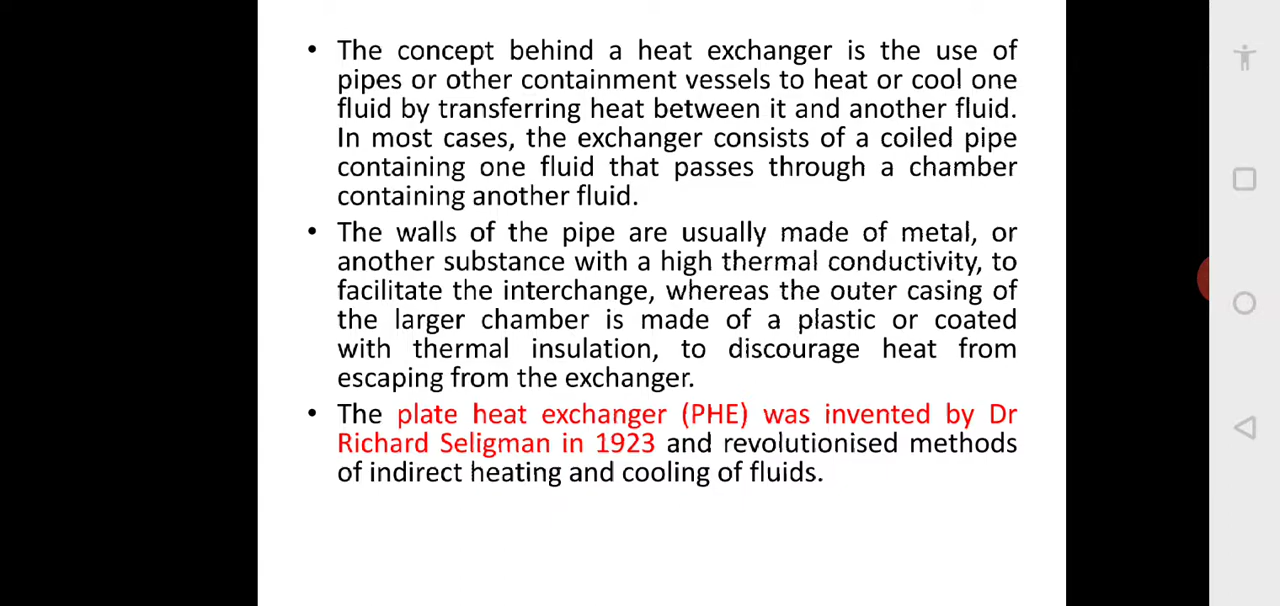 • The concept behind a heat exchanger is the use of
pipes or other containment vessels to heat or cool one
fluid by transferring heat between it and another fluid.
In most cases, the exchanger consists of a coiled pipe
containing one fluid that passes through a chamber
containing another fluid.
• The walls of the pipe are usually made of metal, or
another substance with a high thermal conductivity, to
facilitate the interchange, whereas the outer casing of
the larger chamber is made of a plastic or coated
with thermal insulation, to discourage heat from
escaping from the exchanger.
• The plate heat exchanger (PHE) was invented by Dr
Richard Seligman in 1923 and revolutionised methods
of indirect heating and cooling of fluids.